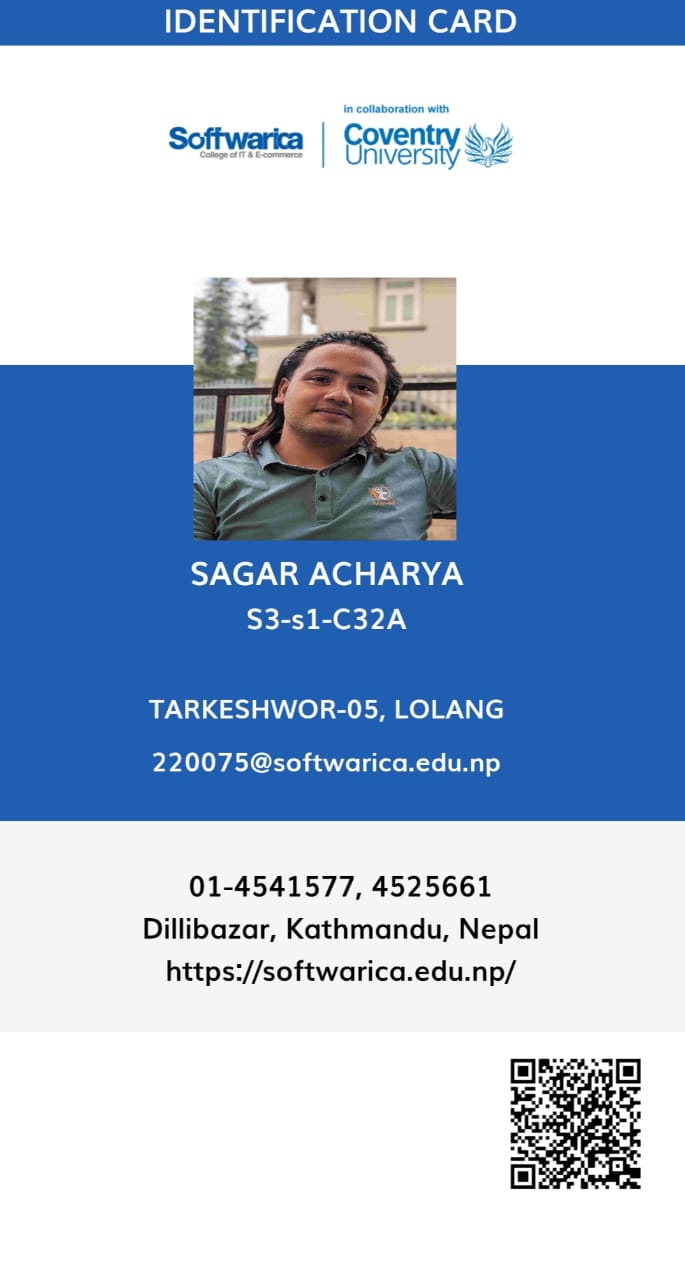 IDENTIFICATION CARD
in collaboration with
Softwarica
College of IT & E-commerce
Coventry
University
SAGAR ACHARYA
S3-s1-C32A
TARKESHWOR-05, LOLANG
220075@softwarica.edu.np
01-4541577, 4525661
Dillibazar, Kathmandu, Nepal
https://softwarica.edu.np/